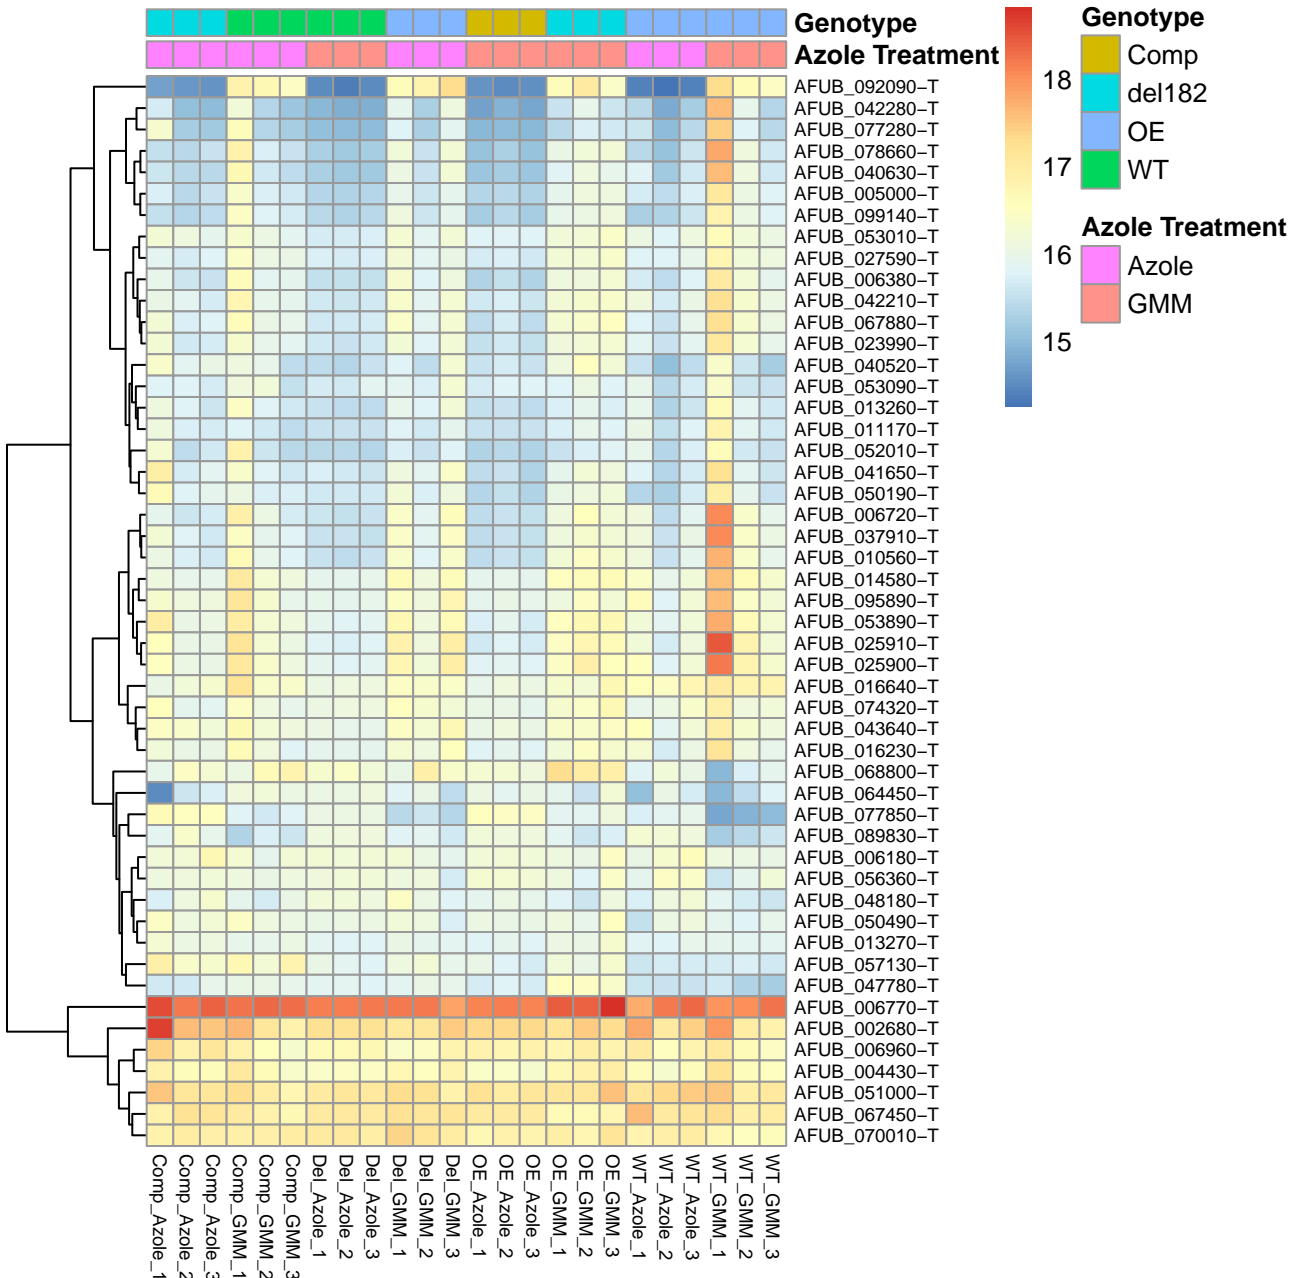 Genotype
Azole Treatment
AFUB_092090-T
AFUB_042280-T
AFUB_077280-T
AFUB_078660-T
AFUB_040630-T
AFUB_005000-T
AFUB_099140-T
AFUB_053010-T
AFUB_027590-T
AFUB_006380-T
AFUB_042210-T
AFUB_067880-T
AFUB_023990-T
AFUB_040520-T
AFUB_053090-T
AFUB_013260-T
AFUB_011170-T
AFUB_052010-T
AFUB_041650-T
AFUB_050190-T
AFUB_006720-T
AFUB_037910-T
AFUB_010560-T
AFUB_014580-T
AFUB_095890-T
AFUB_053890-T
AFUB_025910-T
AFUB_025900-T
AFUB_016640-T
AFUB_074320-T
AFUB_043640-T
AFUB_016230-T
AFUB_068800-T
AFUB_064450-T
AFUB_077850-T
AFUB_089830-T
AFUB_006180-T
AFUB_056360-T
AFUB_048180-T
AFUB_050490-T
AFUB_013270-T
AFUB_057130-T
AFUB_047780-T
AFUB_006770-T
AFUB_002680-T
AFUB_006960-T
AFUB_004430-T
AFUB_051000-T
AFUB_067450-T
AFUB_070010-T
Comp_Azole_1
Comp_Azole_2
Comp_Azole_3
Comp_GMM_1
Comp_GMM_2
Comp_GMM_3
Del_Azole_1
Del_Azole_2
Del_Azole_3
Del_GMM_1
Del_GMM_2
Del_GMM_3
OE_Azole_1
OE_Azole_2
OE_Azole_3
OE_GMM_1
OE_GMM_2
OE_GMM_3
WT_Azole_1
WT_Azole_2
WT_Azole_3
WT_GMM_1
WT_GMM_2
WT_GMM_3
18
17
16
15
Genotype
Comp
del182
OE
WT
Azole Treatment
Azole
GMM